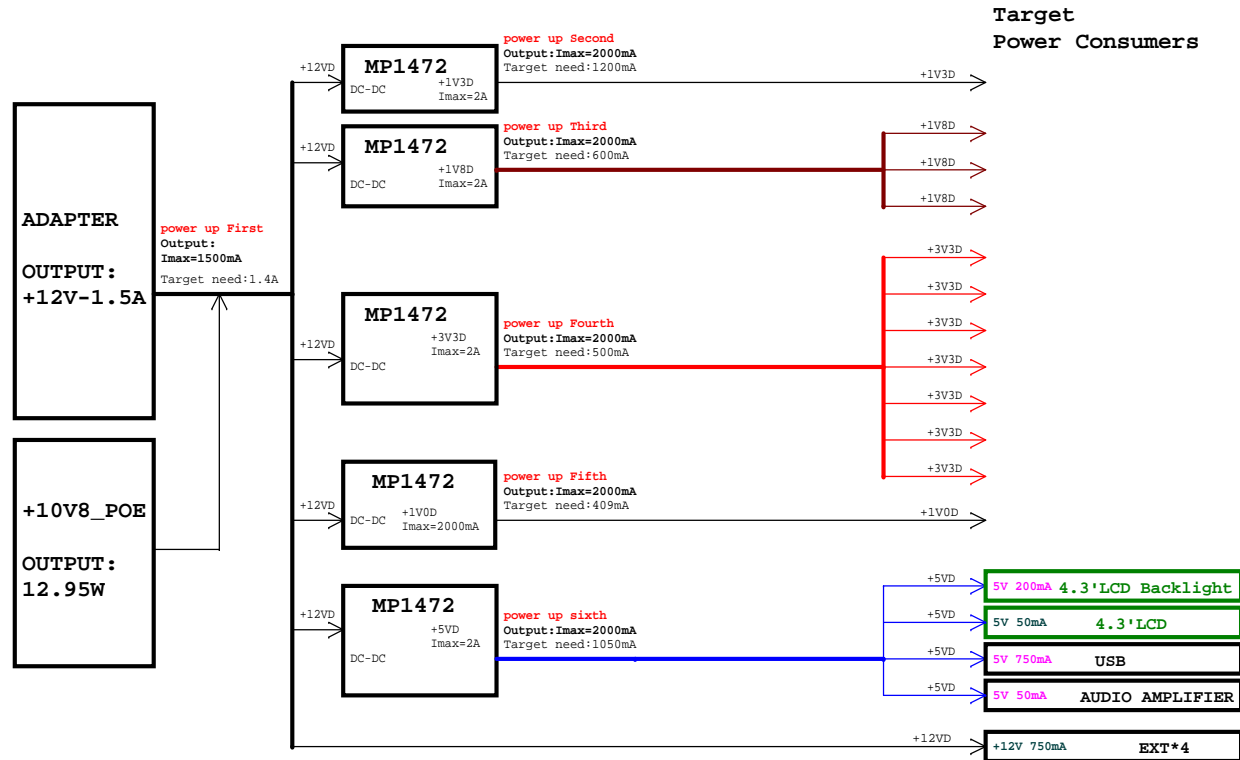 Target
Power Consumers
ADAPTER
OUTPUT:
+12V-1.5A
+10V8_POE
OUTPUT:
12.95W
power up First
Output:
Imax=1500mA
Target need:1.4A
+12VD
MP1472
DC-DC
+1V3D
Imax=2A
power up Second
Output:Imax=2000mA
Target need:1200mA
+1V3D
+12VD
MP1472
DC-DC
+1V8D
Imax=2A
power up Third
Output:Imax=2000mA
Target need:600mA
+1V8D
+1V8D
+1V8D
+12VD
MP1472
DC-DC
+3V3D
Imax=2A
power up Fourth
Output:Imax=2000mA
Target need:500mA
+3V3D
+3V3D
+3V3D
+3V3D
+3V3D
+3V3D
+3V3D
+12VD
MP1472
DC-DC
+1V0D
Imax=2000mA
power up Fifth
Output:Imax=2000mA
Target need:409mA
+1V0D
+12VD
MP1472
DC-DC
+5VD
Imax=2A
power up sixth
Output:Imax=2000mA
Target need:1050mA
+5VD
5V 200mA 4.3'LCD Backlight
+5VD
5V 50mA 4.3'LCD
+5VD
5V 750mA USB
+5VD
5V 50mA AUDIO AMPLIFIER
+12VD
+12V 750mA EXT*4